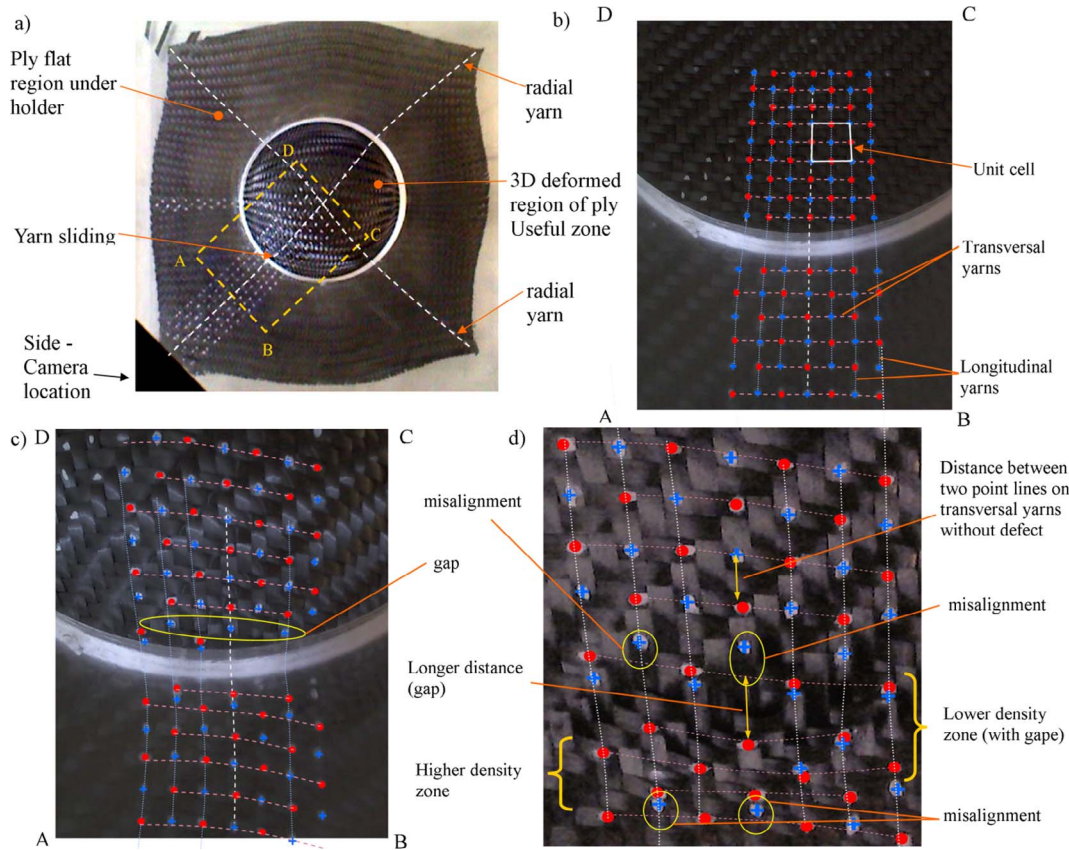 a)
Ply flat
region under
holder
radial
yarn
D
3D deformed
region of ply
Useful zone
Yarn sliding
C
A
B
radial
yarn
Side -
Camera
location
b)
D
C
Unit cell
Transversal
yarns
Longitudinal
yarns
A
B
c)
D
C
misalignment
gap
Longer distance
(gap)
Higher density
zone
A
B
d)
Distance between
two point lines on
transversal yarns
without defect
misalignment
Lower density
zone (with gape)
misalignment